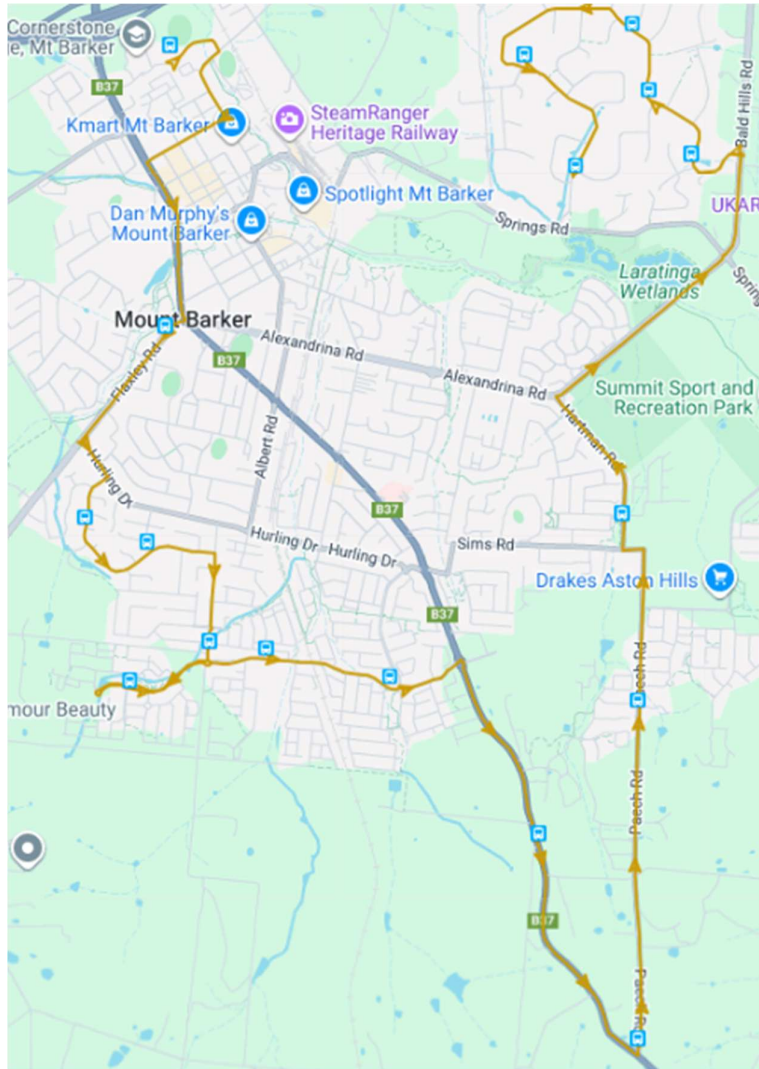 Cornerstone
e, Mt Barker
B37
Kmart Mt Barker
SteamRanger
Heritage Railway
Bald Hills Rd
Spotlight Mt Barker
UKAR
Dan Murphy's
Mount Barker
Springs Rd
Laratinga
Wetlands
Spring
Mount Barker
B37
Alexandrina Rd
Flaxley Rd
Alexandrina Rd
Summit Sport and
Recreation Park
Hartman Rd
Albert Rd
Hurling Dr
B37
Hurling Dr
Hurling Dr
Sims Rd
Drakes Aston Hills
B37
Paech Rd
mour Beauty
Paech Rd
B37
Paech Rd